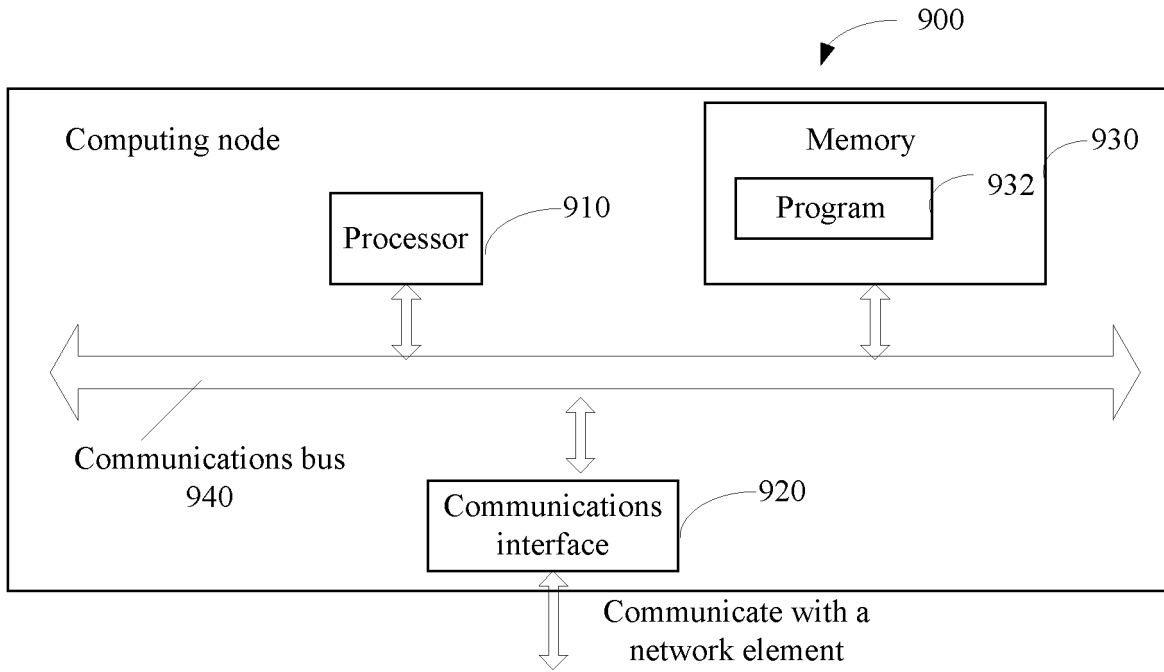 900
Computing node
Memory
930
Program
932
Processor
910
Communications bus
940
Communications
interface
920
Communicate with a
network element